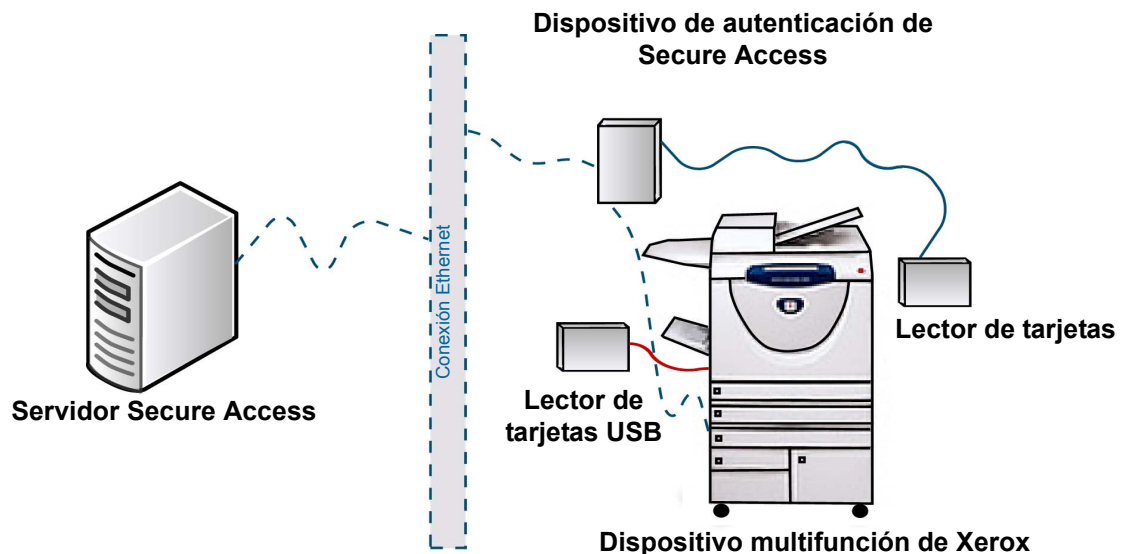 Dispositivo de autenticación de
Secure Access
Conexión Ethernet
Lector de tarjetas
Servidor Secure Access
Lector de
tarjetas USB
Dispositivo multifunción de Xerox